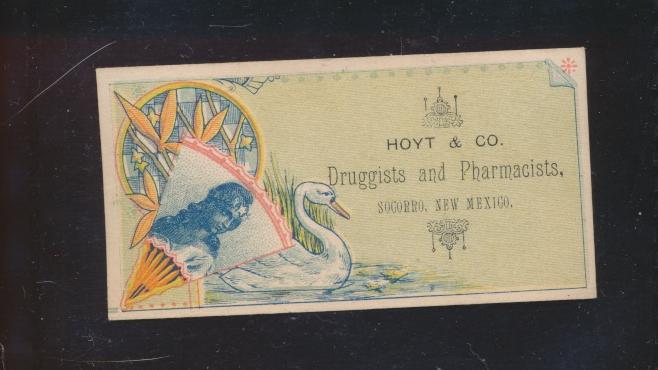 HOYT & CO.
Druggists and Pharmacists,
SOCORRO, NEW MEXICO.